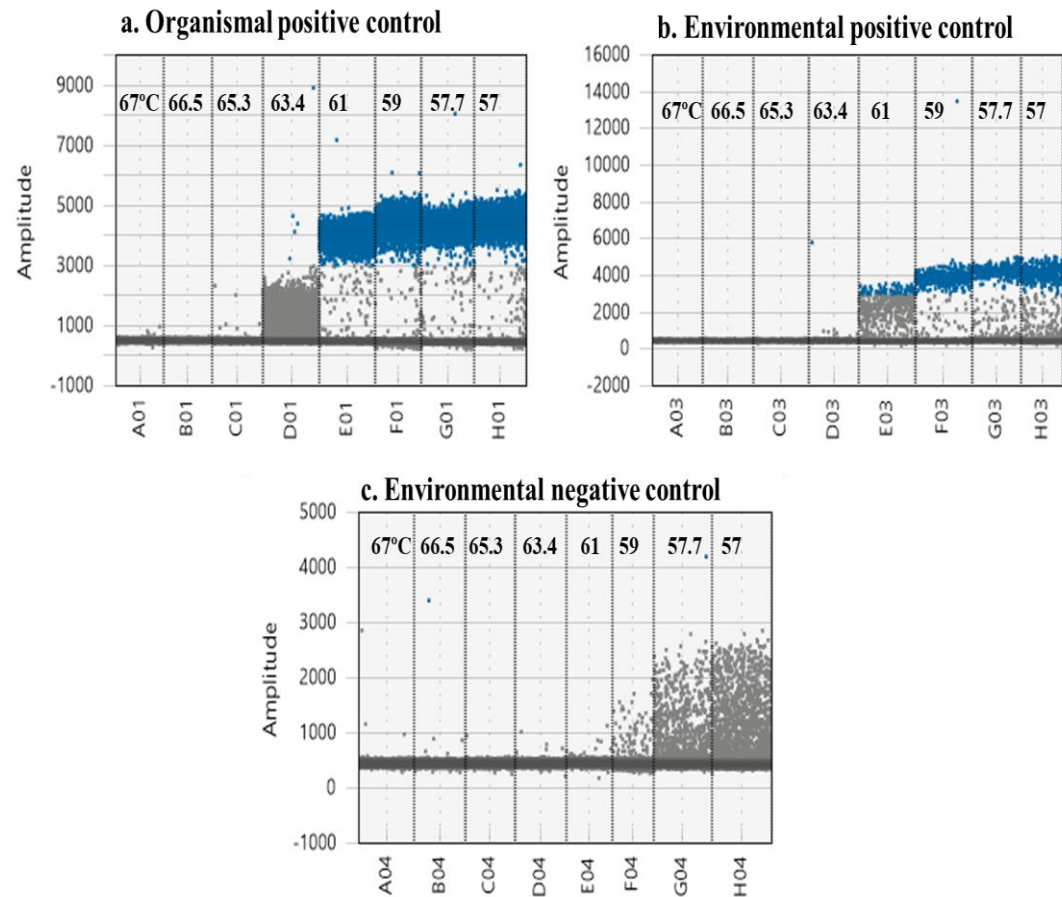 a. Organismal positive control
9000
7000
5000
3000
1000
-1000
Amplitude
67ºC 66.5 65.3 63.4 61 59 57.7 57
A01 B01 C01 D01 E01 F01 G01 H01
b. Environmental positive control
16000
14000
12000
10000
8000
6000
4000
2000
0
-2000
Amplitude
67ºC 66.5 65.3 63.4 61 59 57.7 57
A03 B03 C03 D03 E03 F03 G03 H03
c. Environmental negative control
5000
4000
3000
2000
1000
0
-1000
Amplitude
67ºC 66.5 65.3 63.4 61 59 57.7 57
A04 B04 C04 D04 E04 F04 G04 H04